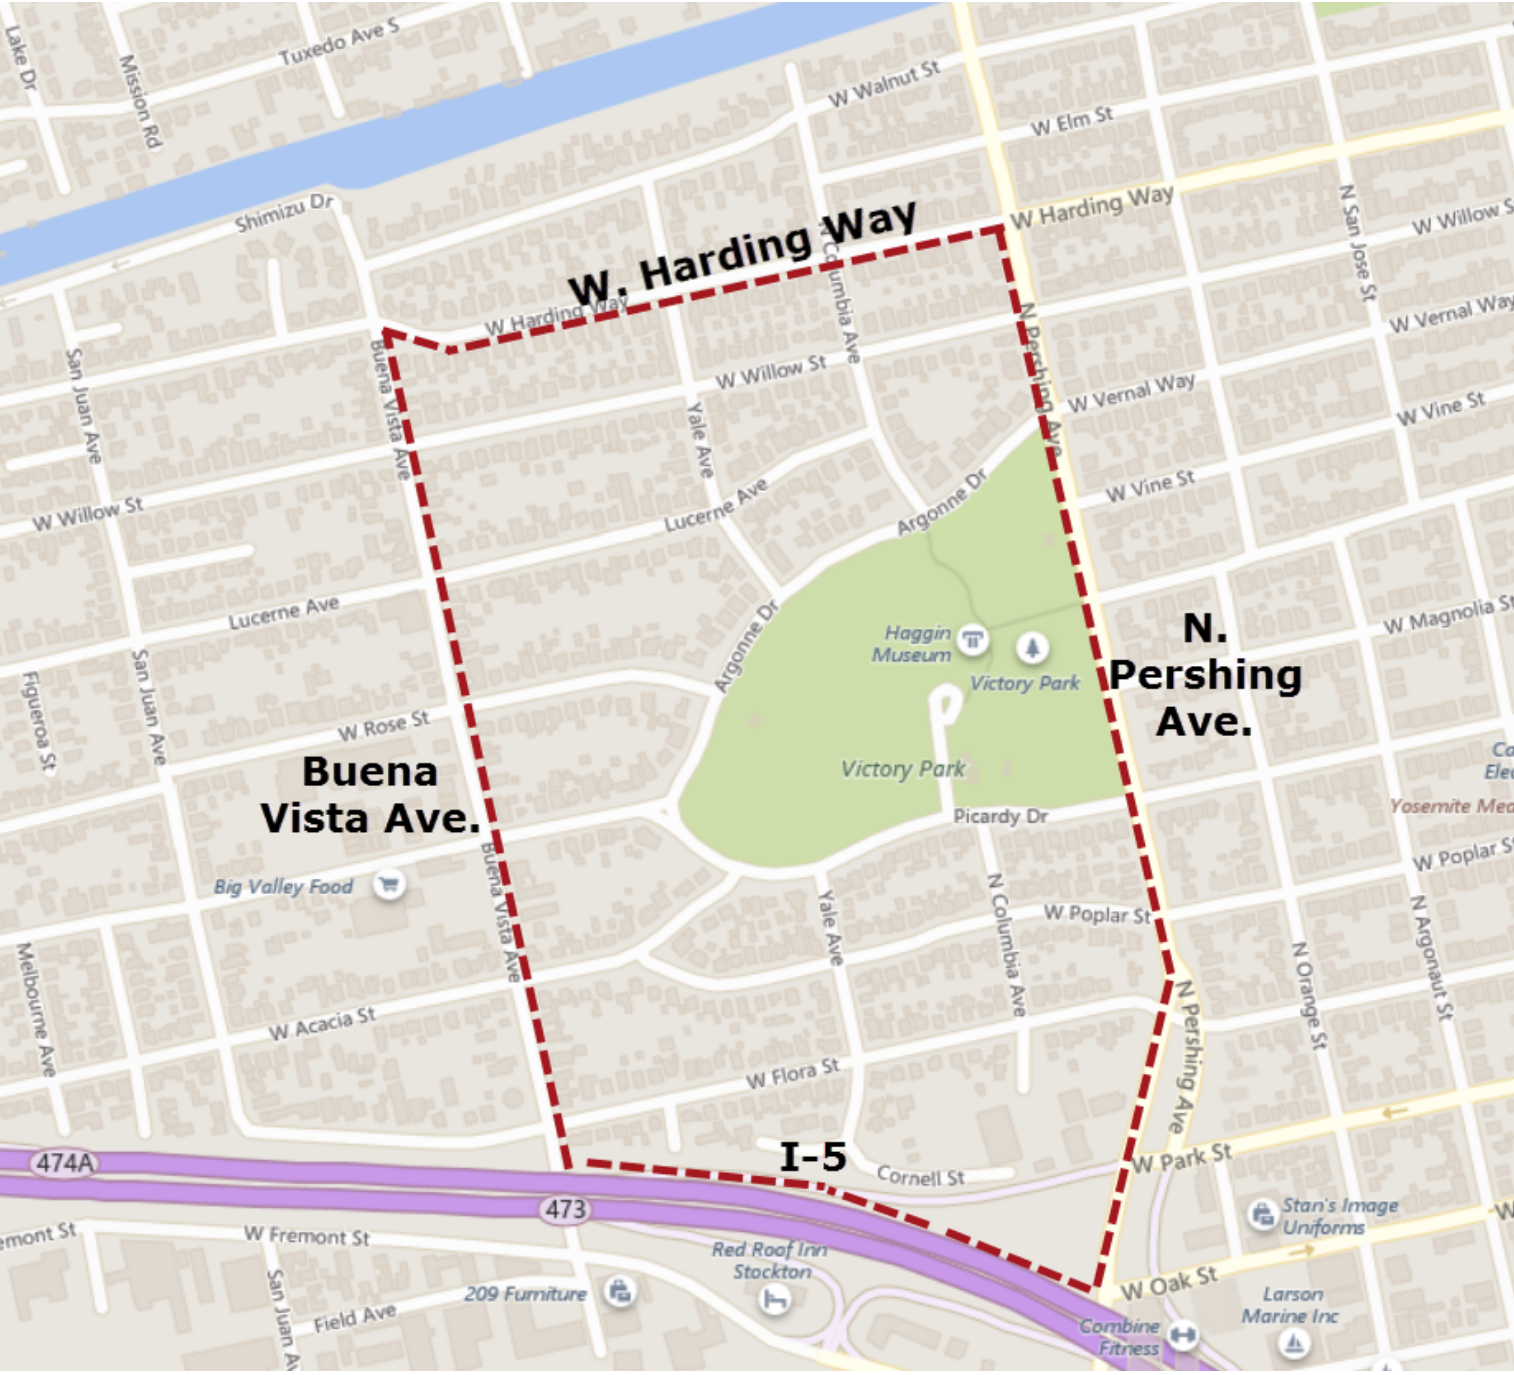 Lake Dr
Mission Rd
Tuxedo Ave S
W Walnut St
W Elm St
Shimizu Dr
W Harding Way
W. Harding Way
W Harding Way
N Columbia Ave
N San Jose St
W Willow S
W Vernal Way
San Juan Ave
Buena Vista Ave
W Willow St
N Pershing Ave
W Vernal Way
W Vine St
Yale Ave
W Willow St
Lucerne Ave
Argonne Dr
W Vine St
Lucerne Ave
Argonne Dr
Haggin
Museum
Victory Park
N.
Pershing
Ave.
W Magnolia St
Figueroa St
San Juan Ave
W Rose St
Buena
Vista Ave.
Victory Park
Picardy Dr
Ca
Elec
Yosemite Med
W Poplar St
Big Valley Food
Buena Vista Ave
Yale Ave
N Columbia Ave
W Poplar St
N Argonaut St
Melbourne Ave
W Acacia St
N Orange St
N Pershing Ave
W Flora St
474A
I-5
Cornell St
W Park St
473
emont St
W Fremont St
Red Roof Inn
Stockton
Stan's Image
Uniforms
W
San Juan Av
209 Furniture
Field Ave
W Oak St
Larson
Marine Inc
Combine
Fitness